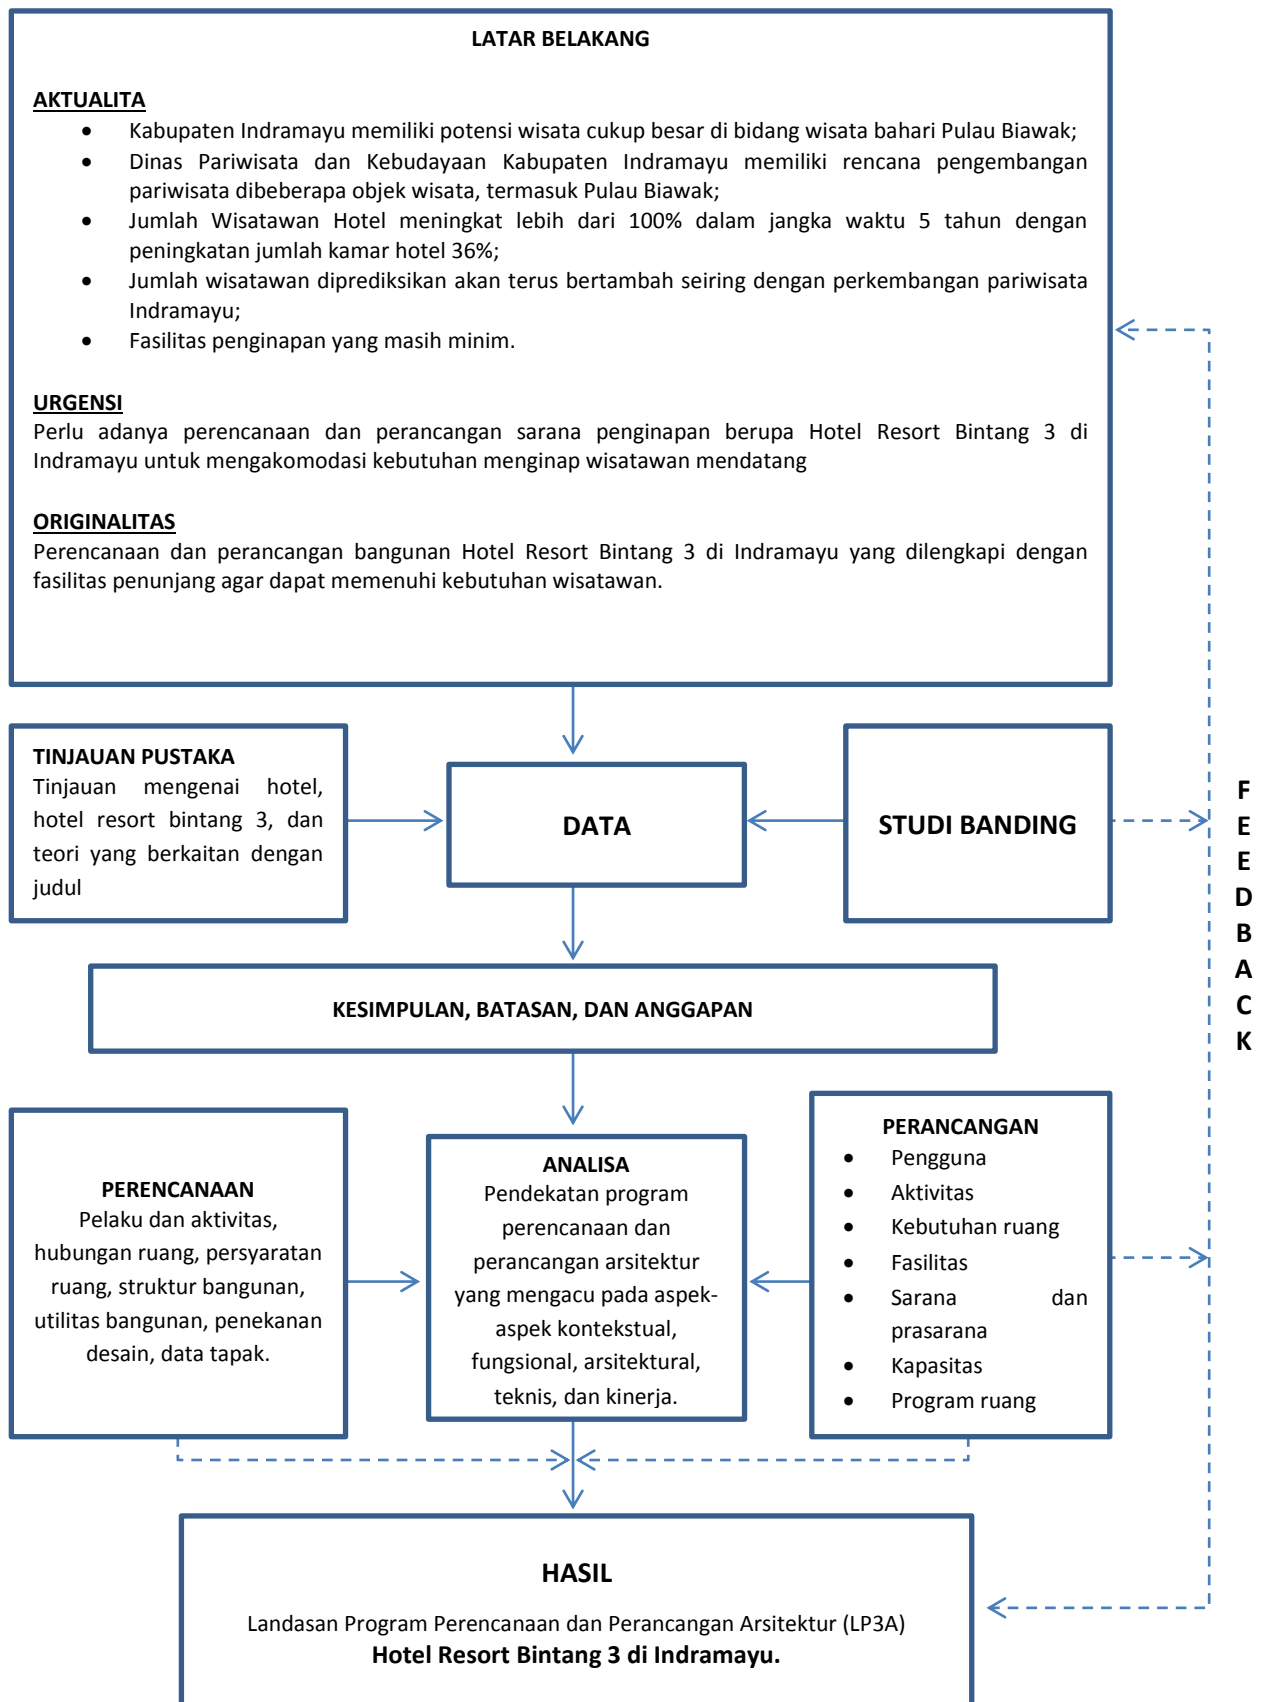 LATAR BELAKANG
AKTUALITA
• Kabupaten Indramayu memiliki potensi wisata cukup besar di bidang wisata bahari Pulau Biawak;
• Dinas Pariwisata dan Kebudayaan Kabupaten Indramayu memiliki rencana pengembangan
pariwisata dibeberapa objek wisata, termasuk Pulau Biawak;
• Jumlah Wisatawan Hotel meningkat lebih dari 100% dalam jangka waktu 5 tahun dengan
peningkatan jumlah kamar hotel 36%;
• Jumlah wisatawan diprediksikan akan terus bertambah seiring dengan perkembangan pariwisata
Indramayu;
• Fasilitas penginapan yang masih minim.
URGENSI
Perlu adanya perencanaan dan perancangan sarana penginapan berupa Hotel Resort Bintang 3 di
Indramayu untuk mengakomodasi kebutuhan menginap wisatawan mendatang
ORIGINALITAS
Perencanaan dan perancangan bangunan Hotel Resort Bintang 3 di Indramayu yang dilengkapi dengan
fasilitas penunjang agar dapat memenuhi kebutuhan wisatawan.
TINJAUAN PUSTAKA
Tinjauan mengenai hotel,
hotel resort bintang 3, dan
teori yang berkaitan dengan
judul
DATA
STUDI BANDING
F
E
E
D
B
A
C
K
KESIMPULAN, BATASAN, DAN ANGGAPAN
PERENCANAAN
Pelaku dan aktivitas,
hubungan ruang, persyaratan
ruang, struktur bangunan,
utilitas bangunan, penekanan
desain, data tapak.
ANALISA
Pendekatan program
perencanaan dan
perancangan arsitektur
yang mengacu pada aspek-
aspek kontekstual,
fungsional, arsitektural,
teknis, dan kinerja.
PERANCANGAN
• Pengguna
• Aktivitas
• Kebutuhan ruang
• Fasilitas
• Sarana dan
prasarana
• Kapasitas
• Program ruang
HASIL
Landasan Program Perencanaan dan Perancangan Arsitektur (LP3A)
Hotel Resort Bintang 3 di Indramayu.